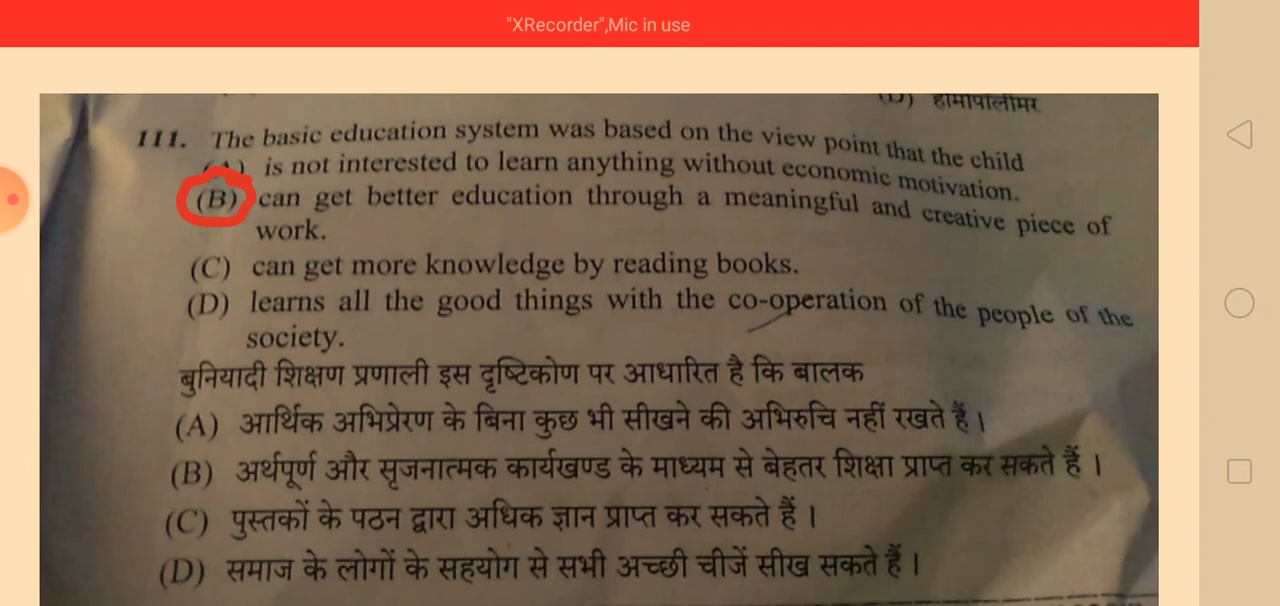 "XRecorder",Mic in use
(D) होमोपॉलीमर
111. The basic education system was based on the view point that the child
(A) is not interested to learn anything without economic motivation.
(B) can get better education through a meaningful and creative piece of
work.
(C) can get more knowledge by reading books.
(D) learns all the good things with the co-operation of the people of the
society.
बुनियादी शिक्षण प्रणाली इस दृष्टिकोण पर आधारित है कि बालक
(A) आर्थिक अभिप्रेरण के बिना कुछ भी सीखने की अभिरुचि नहीं रखते हैं।
(B) अर्थपूर्ण और सृजनात्मक कार्यखण्ड के माध्यम से बेहतर शिक्षा प्राप्त कर सकते हैं ।
(C) पुस्तकों के पठन द्वारा अधिक ज्ञान प्राप्त कर सकते हैं ।
(D) समाज के लोगों के सहयोग से सभी अच्छी चीजें सीख सकते हैं ।